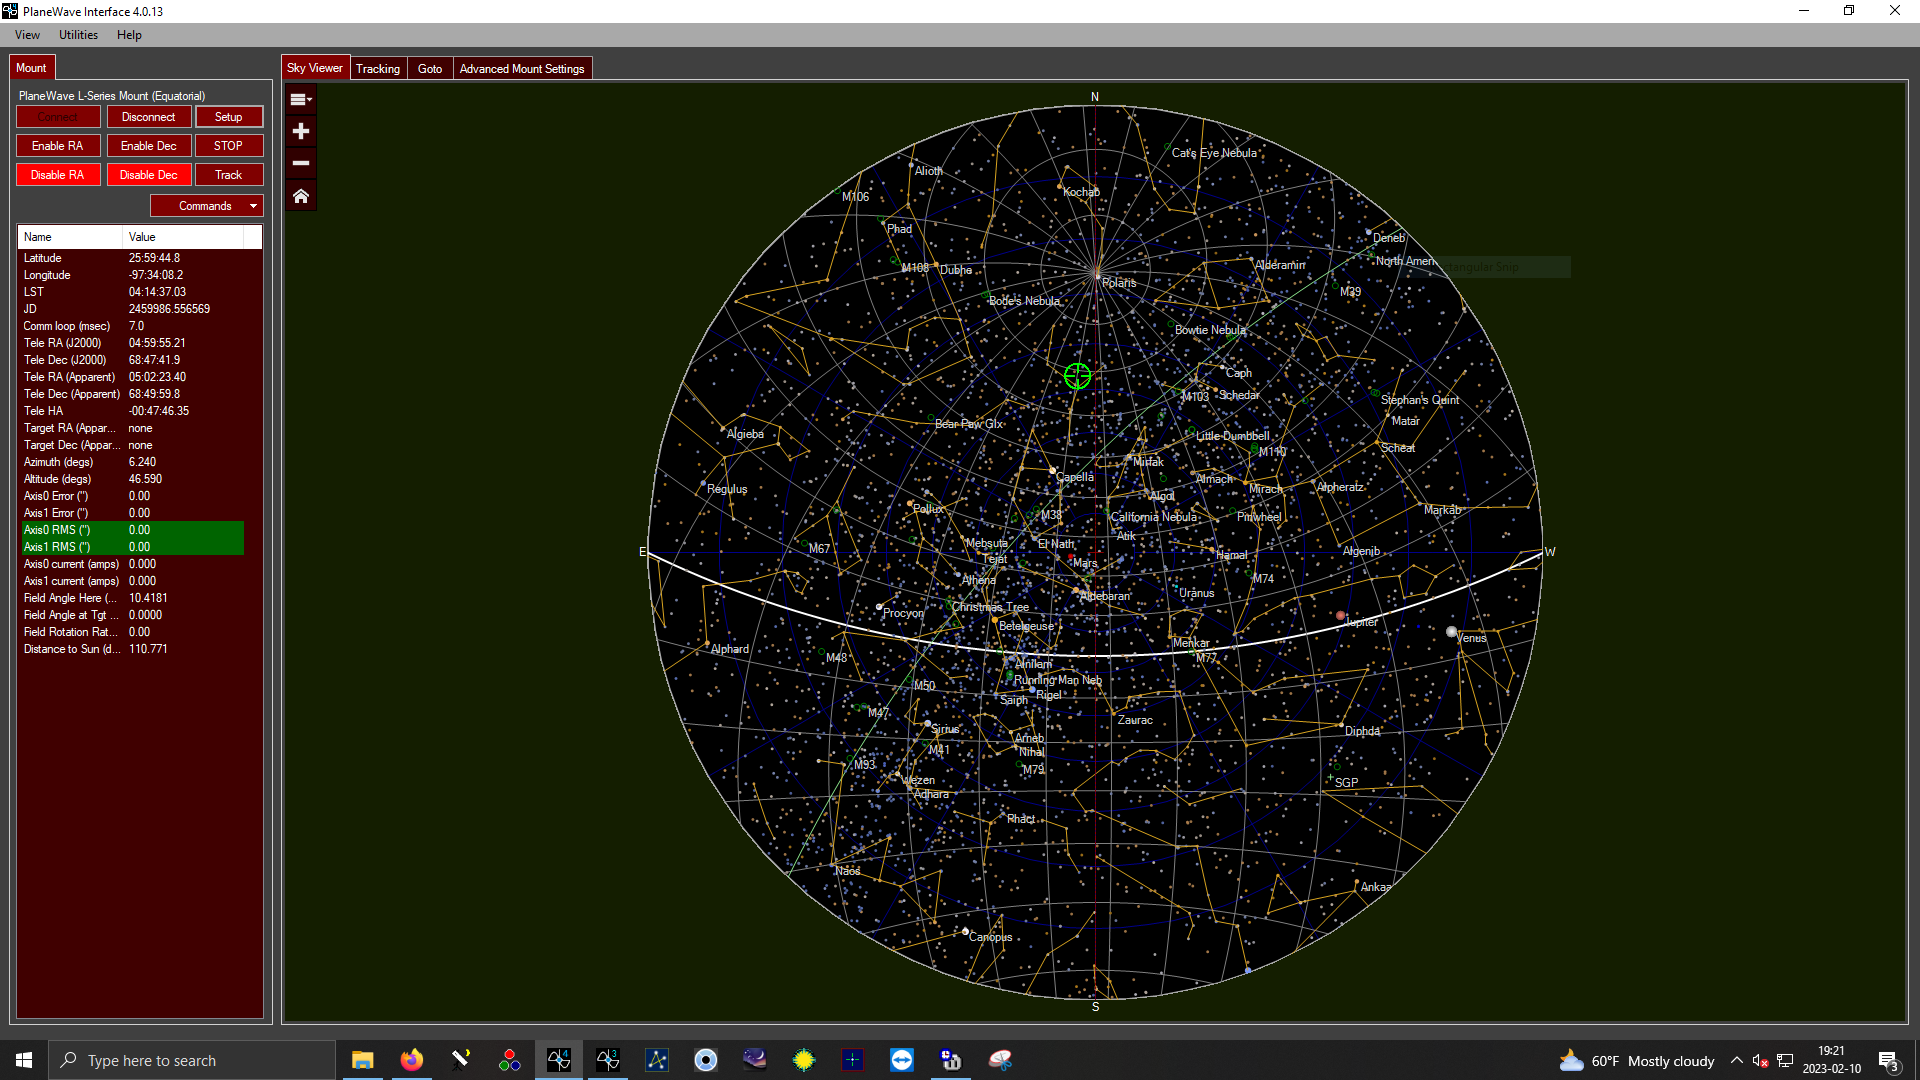 PlaneWave Interface 4.0.13
View Utilities Help
Mount
Sky Viewer Tracking Goto Advanced Mount Settings
PlaneWave L-Series Mount (Equatorial)
Connect Disconnect Setup
Enable RA Enable Dec STOP
Disable RA Disable Dec Track
Commands
Name Value
Latitude 25:59:44.8
Longitude -97:34:08.2
LST 04:14:37.03
JD 2459986.556569
Comm loop (msec) 7.0
Tele RA (J2000) 04:59:55.21
Tele Dec (J2000) 68:47:41.9
Tele RA (Apparent) 05:02:23.40
Tele Dec (Apparent) 68:49:59.8
Tele HA -00:47:46.35
Target RA (Appar... none
Target Dec (Appar... none
Azimuth (degs) 6.240
Altitude (degs) 46.590
Axis0 Error (") 0.00
Axis1 Error (") 0.00
Axis0 RMS (") 0.00
Axis1 RMS (") 0.00
Axis0 current (amps) 0.000
Axis1 current (amps) 0.000
Field Angle Here (... 10.4181
Field Angle at Tgt ... 0.0000
Field Rotation Rat... 0.00
Distance to Sun (d... 110.771
N
Cat's Eye Nebula
Alioth
Kochab
M106
Phad
Deneb
North Ameri
ctangular Snip
Alderamin
M108
Dubhe
Polaris
M39
Bode's Nebula
Bowtie Nebula
Caph
M103
Schedar
Stephan's Quint
Matar
Bear Paw Glx
Algieba
Little Dumbbell
Scheat
M110
Mirfak
Capella
Almach
Mirach
Alpheratz
Regulus
Algol
Pollux
M38
California Nebula
Pinwheel
Markab
Atik
Mebsuta
El Nath
M67
E
W
Algenib
Hamal
Tejat
Mars
Alhena
M74
Aldebaran
Uranus
Christmas Tree
Procyon
Betelgeuse
Jupiter
Venus
Menkar
Alphard
M48
M77
Alnilam
Running Man Neb
M50
Rigel
Saiph
M47
Zaurac
Sirrus
Diphda
Arneb
M41
Nihal
M93
M79
Wezen
SGP
Adhara
Phact
Naos
Ankaa
Canopus
S
Type here to search
4
3
60°F Mostly cloudy
19:21
2023-02-10
3